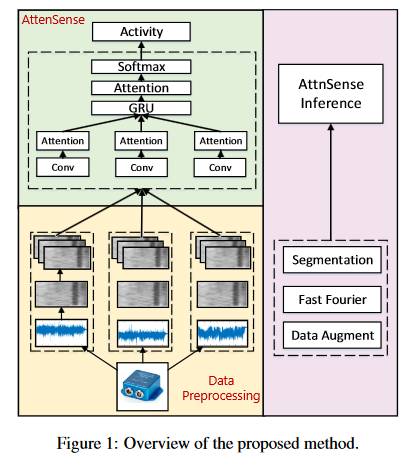 AttenSense
Activity
Softmax
Attention
GRU
Attention Attention Attention
Conv Conv Conv
AttnSense
Inference
Segmentation
Fast Fourier
Data Augment
Data
Preprocessing
Figure 1: Overview of the proposed method.